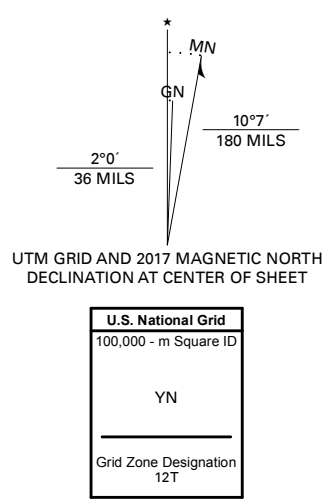 ★
MN
GN
10°7´
180 MILS
2°0´
36 MILS
UTM GRID AND 2017 MAGNETIC NORTH
DECLINATION AT CENTER OF SHEET
U.S. National Grid
100,000 - m Square ID
YN
Grid Zone Designation
12T